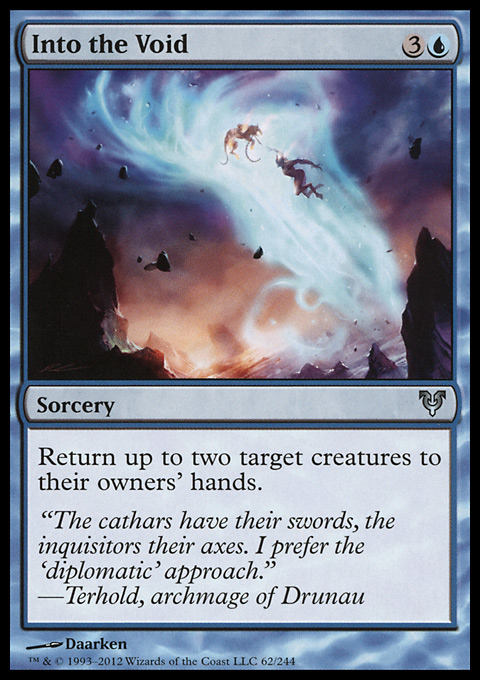 Into the Void 3
Sorcery
Return up to two target creatures to
their owners’ hands.
“The cathars have their swords, the
inquisitors their axes. I prefer the
‘diplomatic’ approach.”
—Terhold, archmage of Drunau
Daarken
™ & © 1993–2012 Wizards of the Coast LLC 62/244